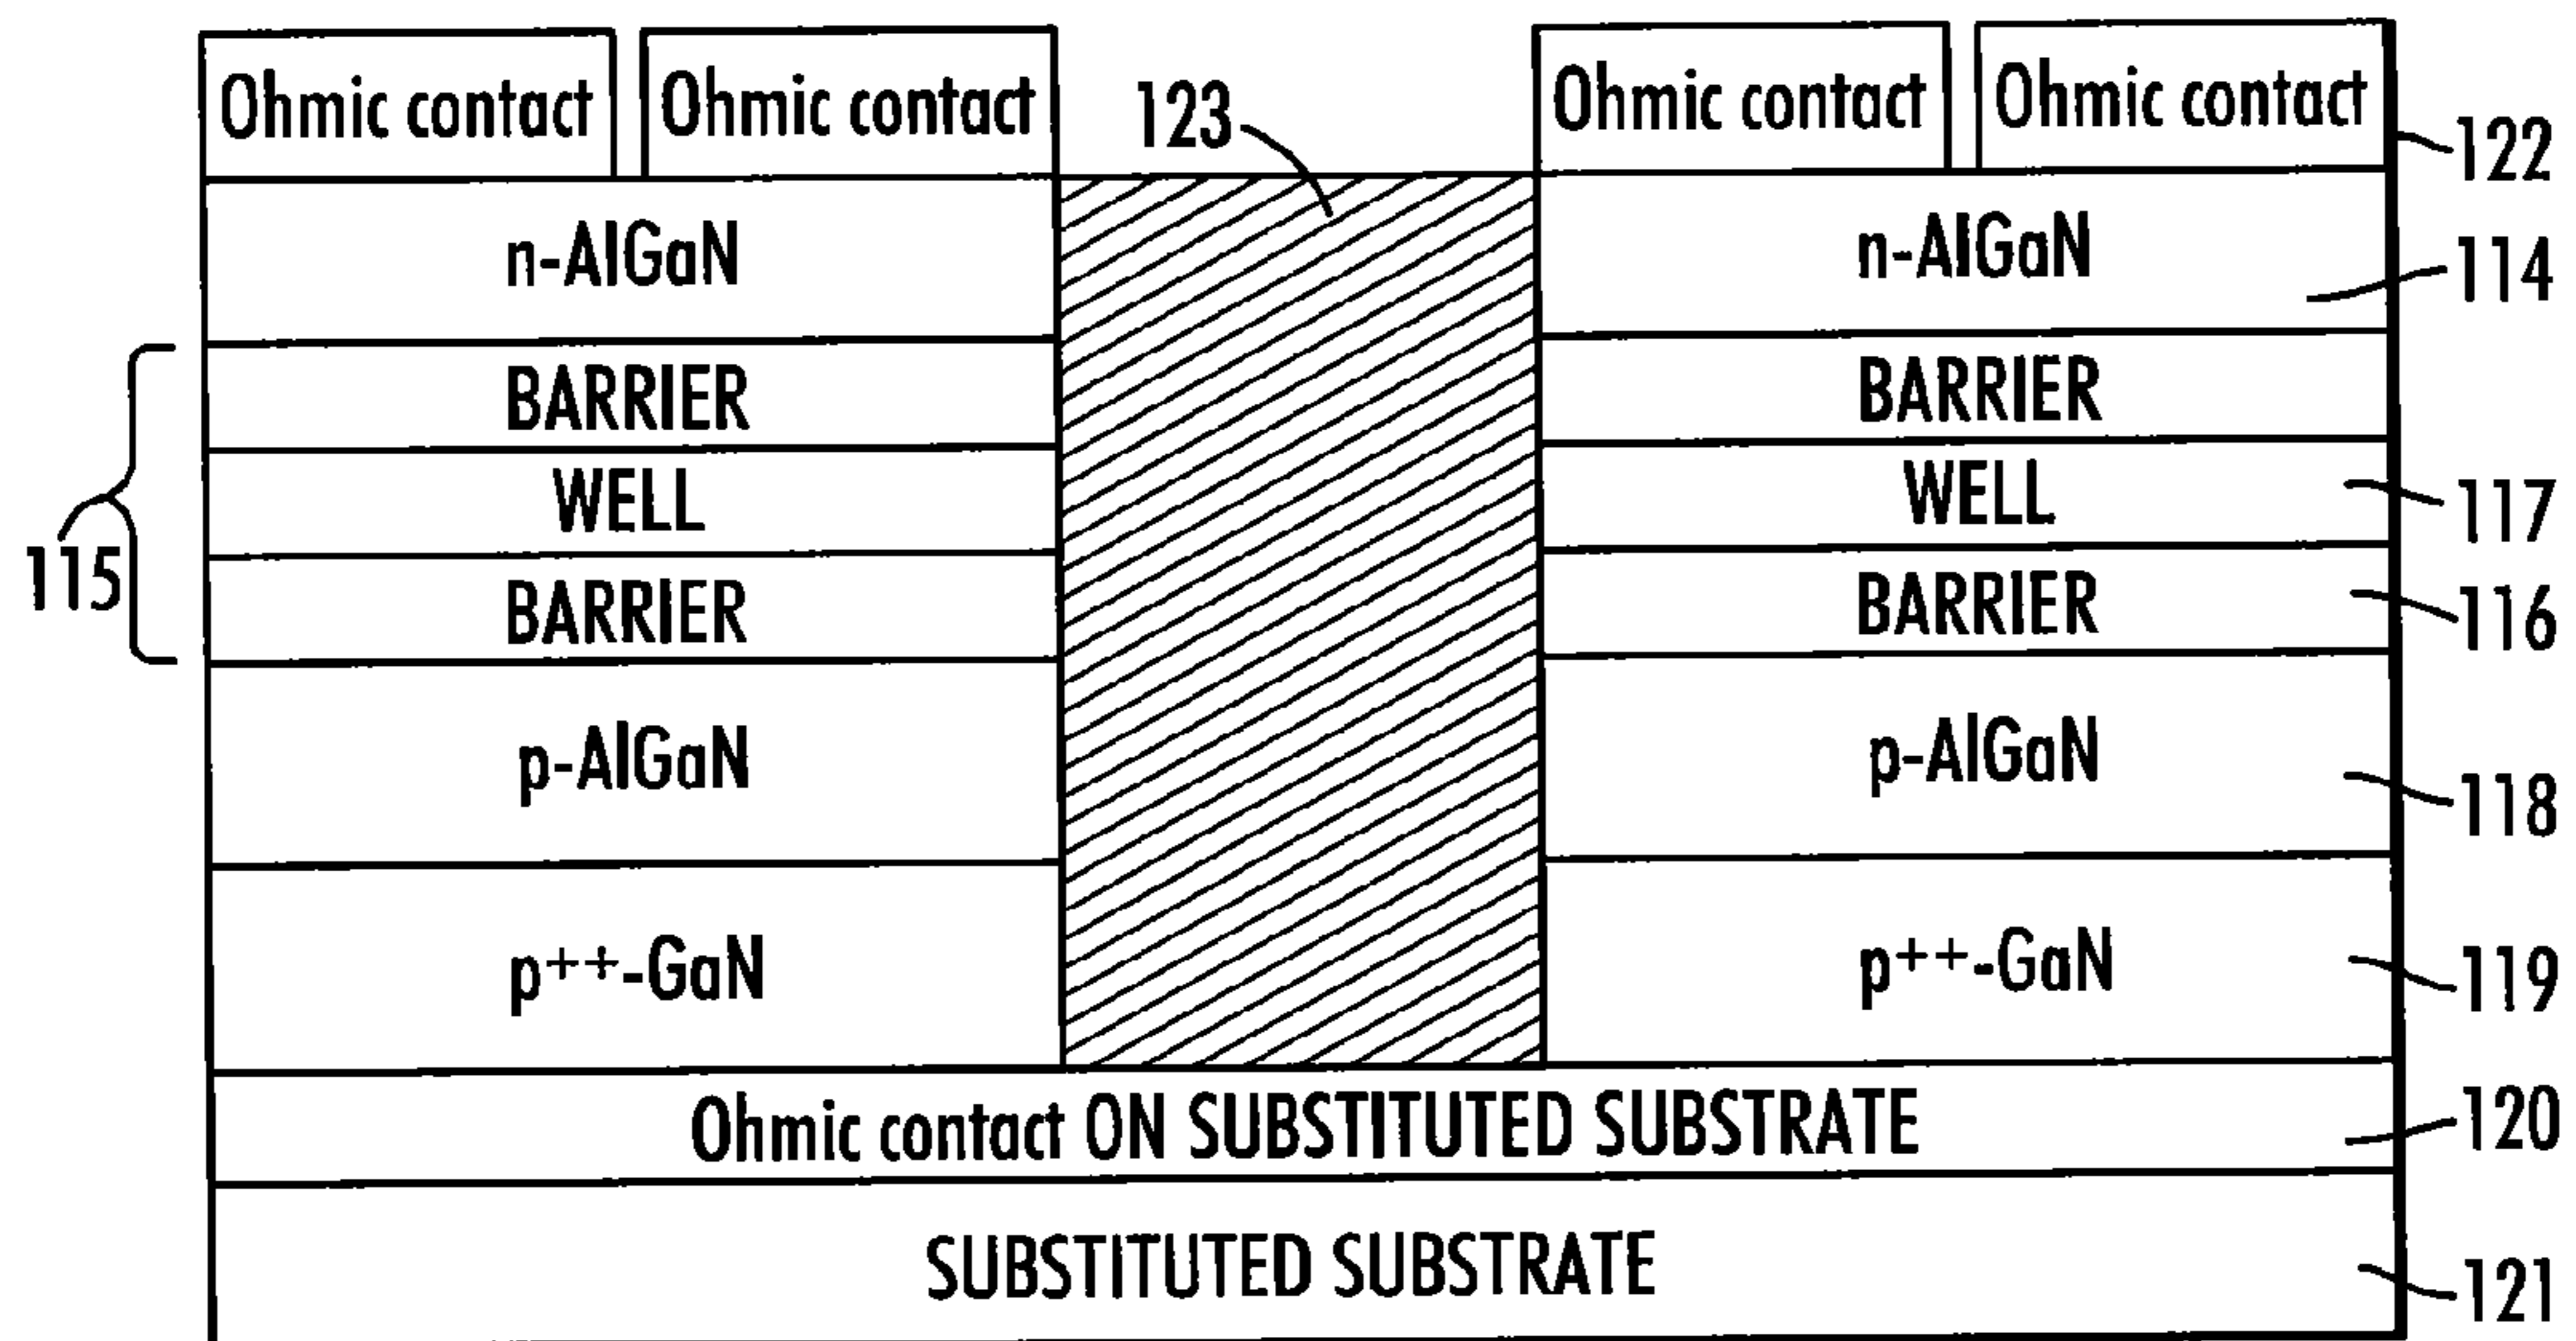 Ohmic contact Ohmic contact 123 Ohmic contact Ohmic contact 122
n-AlGaN n-AlGaN 114
BARRIER BARRIER
WELL WELL 117
115 BARRIER BARRIER 116
p-AlGaN p-AlGaN 118
p++-GaN p++-GaN 119
Ohmic contact ON SUBSTITUTED SUBSTRATE 120
SUBSTITUTED SUBSTRATE 121